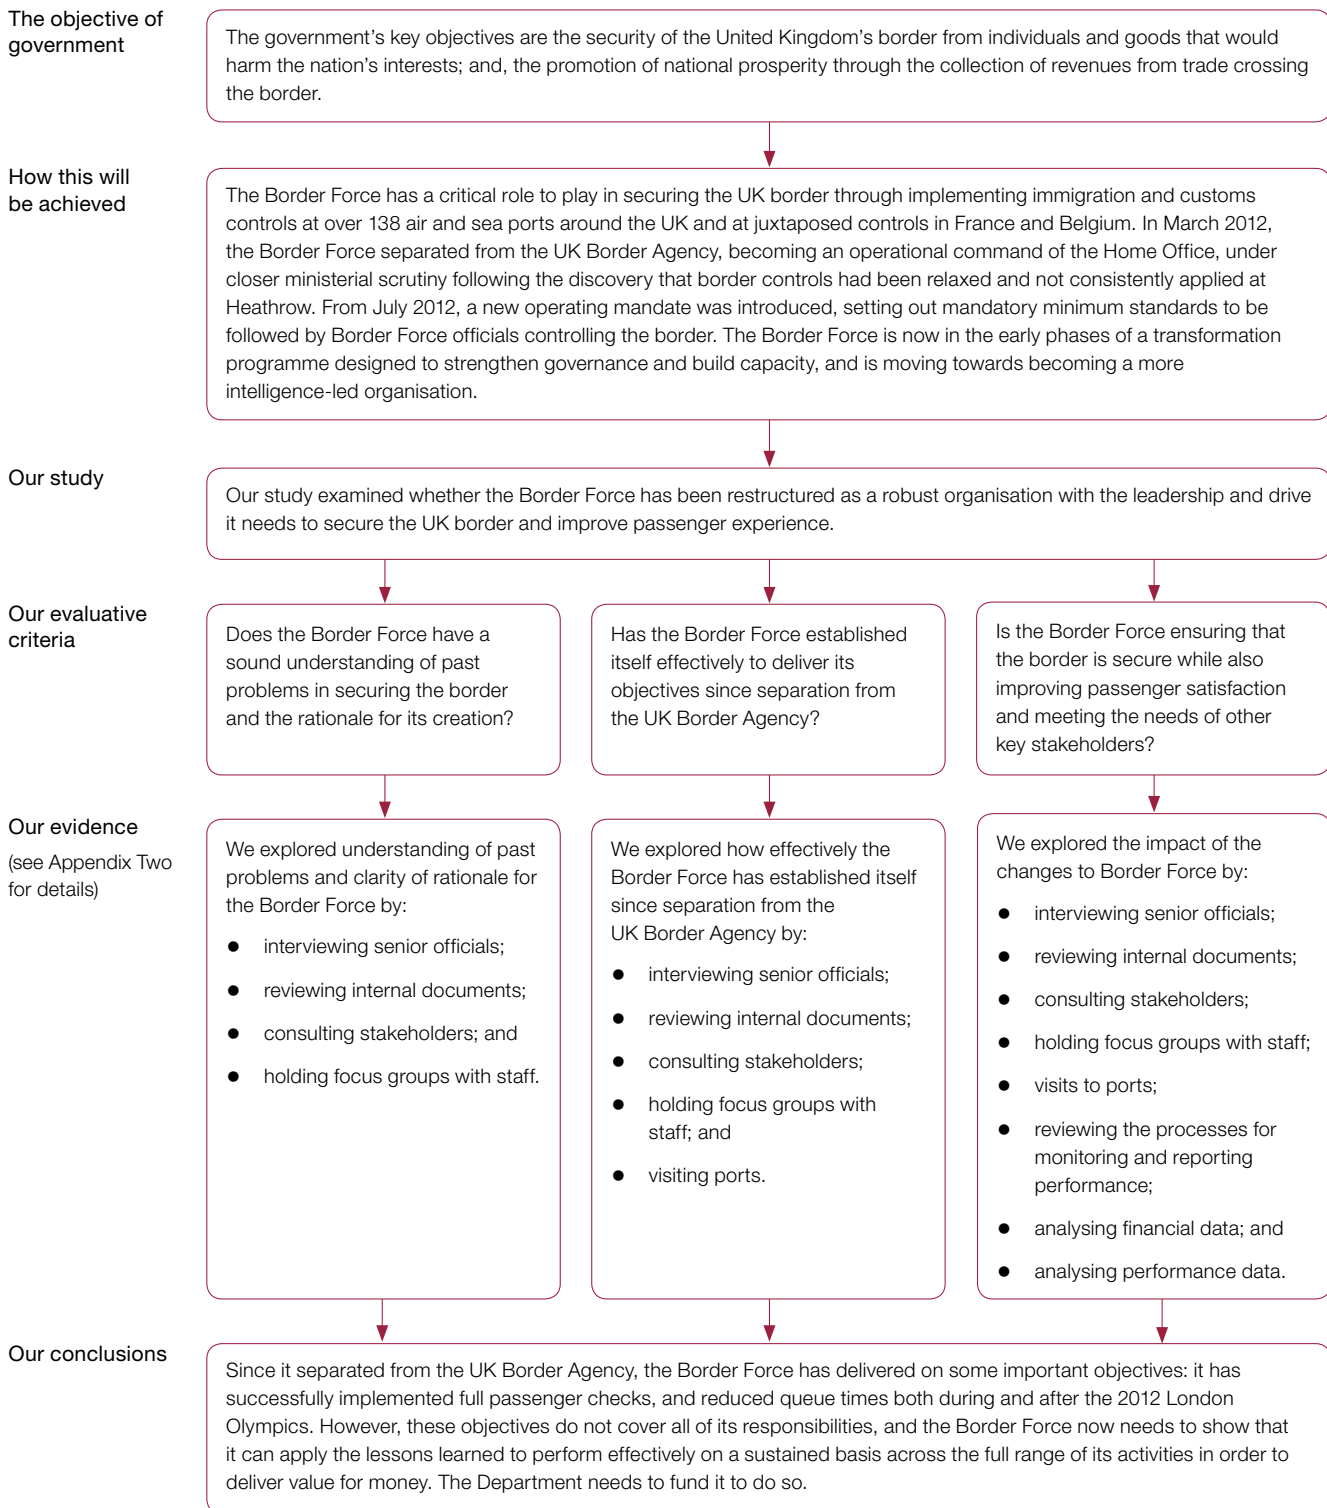 The objective of
government
The government’s key objectives are the security of the United Kingdom’s border from individuals and goods that would
harm the nation’s interests; and, the promotion of national prosperity through the collection of revenues from trade crossing
the border.
How this will
be achieved
The Border Force has a critical role to play in securing the UK border through implementing immigration and customs
controls at over 138 air and sea ports around the UK and at juxtaposed controls in France and Belgium. In March 2012,
the Border Force separated from the UK Border Agency, becoming an operational command of the Home Office, under
closer ministerial scrutiny following the discovery that border controls had been relaxed and not consistently applied at
Heathrow. From July 2012, a new operating mandate was introduced, setting out mandatory minimum standards to be
followed by Border Force officials controlling the border. The Border Force is now in the early phases of a transformation
programme designed to strengthen governance and build capacity, and is moving towards becoming a more
intelligence-led organisation.
Our study
Our study examined whether the Border Force has been restructured as a robust organisation with the leadership and drive
it needs to secure the UK border and improve passenger experience.
Our evaluative
criteria
Does the Border Force have a
sound understanding of past
problems in securing the border
and the rationale for its creation?
Has the Border Force established
itself effectively to deliver its
objectives since separation from
the UK Border Agency?
Is the Border Force ensuring that
the border is secure while also
improving passenger satisfaction
and meeting the needs of other
key stakeholders?
Our evidence
(see Appendix Two
for details)
We explored understanding of past
problems and clarity of rationale for
the Border Force by:
● interviewing senior officials;
● reviewing internal documents;
● consulting stakeholders; and
● holding focus groups with staff.
We explored how effectively the
Border Force has established itself
since separation from the
UK Border Agency by:
● interviewing senior officials;
● reviewing internal documents;
● consulting stakeholders;
● holding focus groups with
staff; and
● visiting ports.
We explored the impact of the
changes to Border Force by:
● interviewing senior officials;
● reviewing internal documents;
● consulting stakeholders;
● holding focus groups with staff;
● visits to ports;
● reviewing the processes for
monitoring and reporting
performance;
● analysing financial data; and
● analysing performance data.
Our conclusions
Since it separated from the UK Border Agency, the Border Force has delivered on some important objectives: it has
successfully implemented full passenger checks, and reduced queue times both during and after the 2012 London
Olympics. However, these objectives do not cover all of its responsibilities, and the Border Force now needs to show that
it can apply the lessons learned to perform effectively on a sustained basis across the full range of its activities in order to
deliver value for money. The Department needs to fund it to do so.